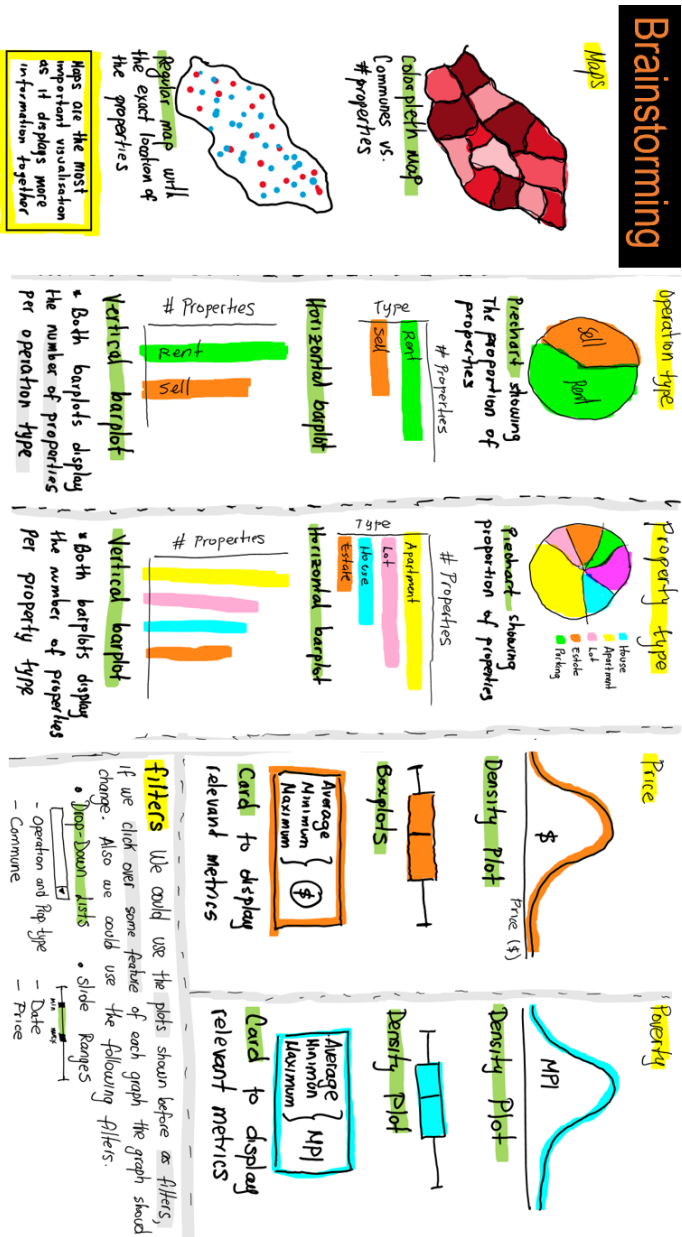 Brainstorming
Maps
Colorpleth map
Communes vs.
#properties
Regular map with
the exact location of
the properties
Maps are the most
important visualisation
as it displays more
information together
Operation type
Sell
Rent
Piechart showing
The proportion of
properties
# Properties
Type
Rent
Sell
Horizontal barplot
# Properties
Rent
Sell
Vertical barplot
* Both barplots display
the number of properties
per operation type
Property type
House
Apartment
Lot
Estate
Parking
Piechart showing
proportion of properties
# Properties
Type
Apartment
Lot
House
Estate
Horizontal barplot
# Properties
Vertical barplot
* Both barplots display
the number of properties
Per property type
Price
$
Price ($)
Density Plot
Boxplots
Average
Minimum
Maximum
$
Card to display
relevant metrics
Poverty
MPI
Density Plot
Density Plot
Average
Minimon
Maximum
MPI
Card to display
relevant metrics
filters We could use the plots shown before as filters,
if we click over some feature of each graph the graph shoud
change. Also we could use the following filters.
• Drop-Down Lists
- Operation and Prop type
- Commune
• Slide Ranges
min max
- Date
- Price